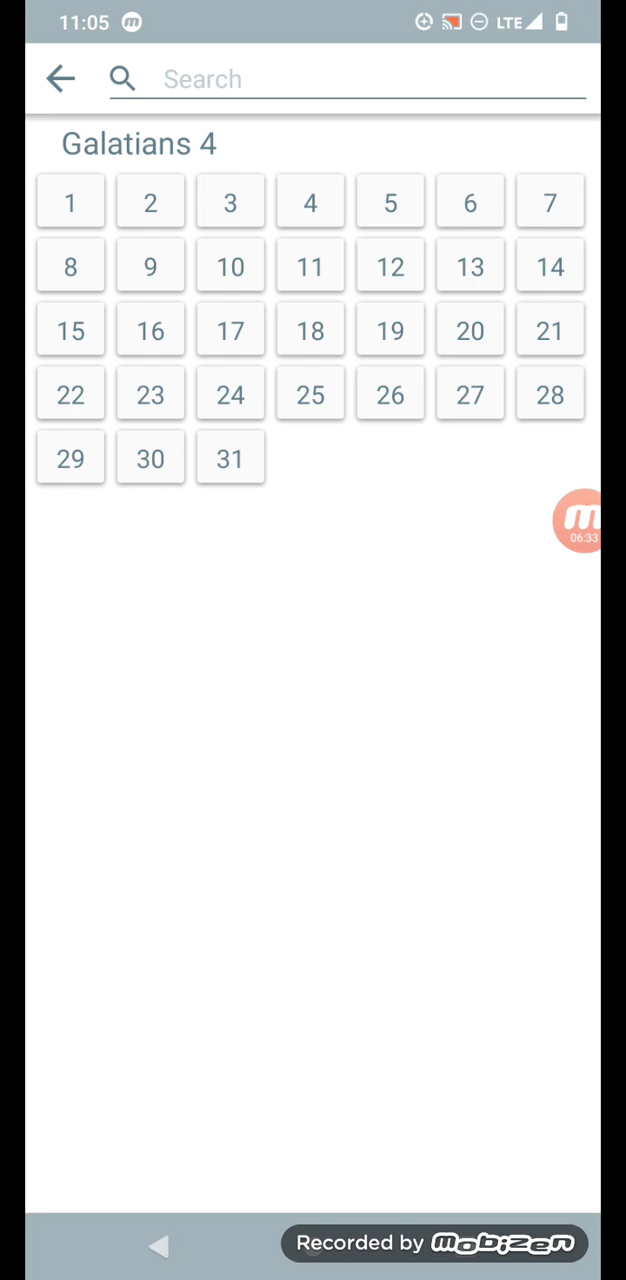 11:05 m LTE
Search
Galatians 4
1 2 3 4 5 6 7
8 9 10 11 12 13 14
15 16 17 18 19 20 21
22 23 24 25 26 27 28
29 30 31
m
06:33
Recorded by mobizen